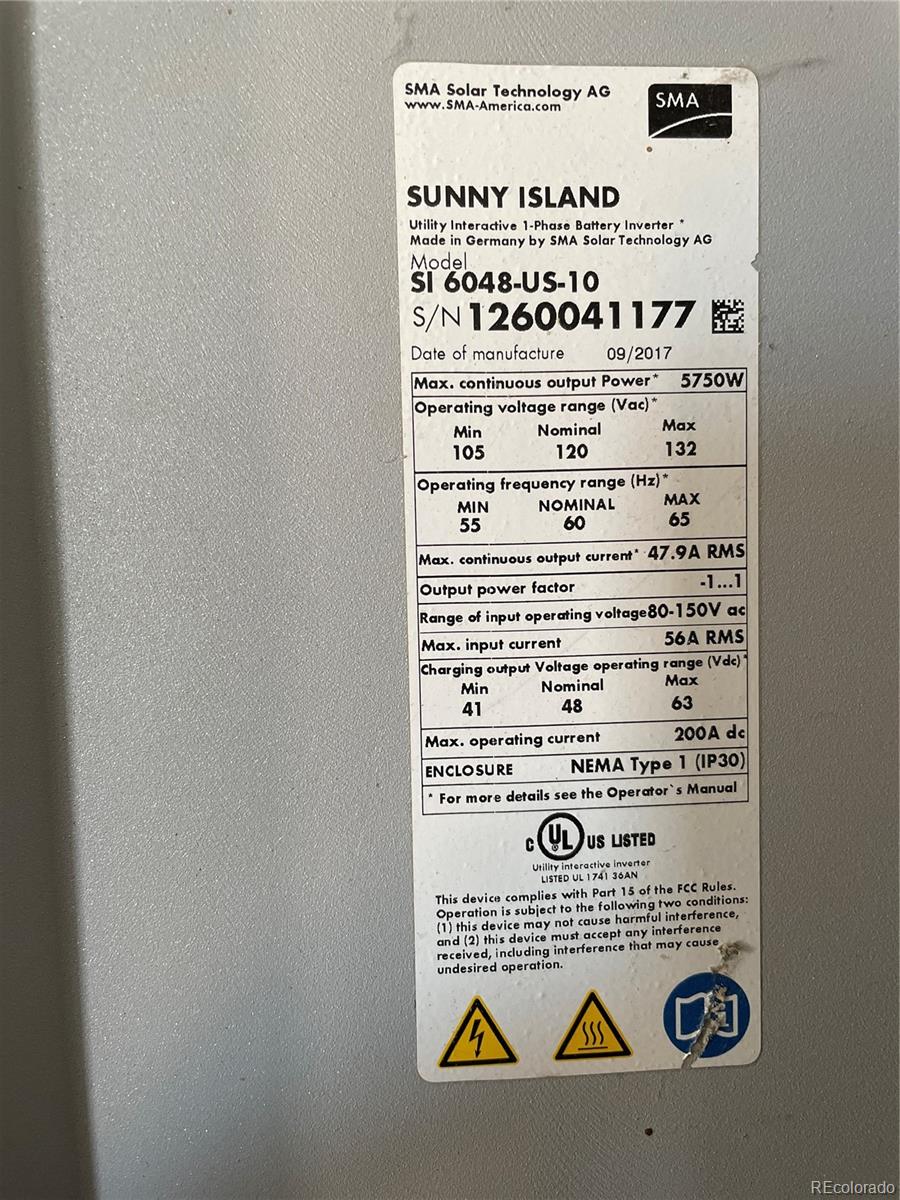 SMA Solar Technology AG
www.SMA-America.com
SMA
SUNNY ISLAND
Utility Interactive 1-Phase Battery Inverter *
Made in Germany by SMA Solar Technology AG
Model
SI 6048-US-10
S/N 1260041177
Date of manufacture 09/2017
Max. continuous output Power* 5750W
Operating voltage range (Vac)*
Min Nominal Max
105 120 132
Operating frequency range (Hz)*
MIN NOMINAL MAX
55 60 65
Max. continuous output current* 47.9A RMS
Output power factor -1...1
Range of input operating voltage 80-150V ac
Max. input current 56A RMS
Charging output Voltage operating range (Vdc)*
Min Nominal Max
41 48 63
Max. operating current 200A dc
ENCLOSURE NEMA Type 1 (IP30)
* For more details see the Operator`s Manual
C UL ® US LISTED
Utility interactive inverter
LISTED UL 1741 36AN
This device complies with Part 15 of the FCC Rules.
Operation is subject to the following two conditions:
(1) this device may not cause harmful interference,
and (2) this device must accept any interference
received, including interference that may cause
undesired operation.
REcolorado